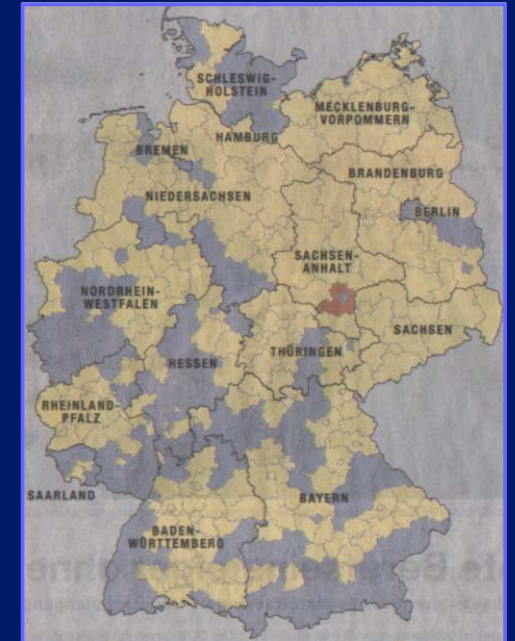 SCHLESWIG-
HOLSTEIN
MECKLENBURG-
VORPOMMERN
HAMBURG
BREMEN
BRANDENBURG
NIEDERSACHSEN
BERLIN
SACHSEN-
ANHALT
NORDRHEIN-
WESTFALEN
SACHSEN
THÜRINGEN
HESSEN
RHEINLAND-
PFALZ
SAARLAND
BAYERN
BADEN-
WÜRTTEMBERG